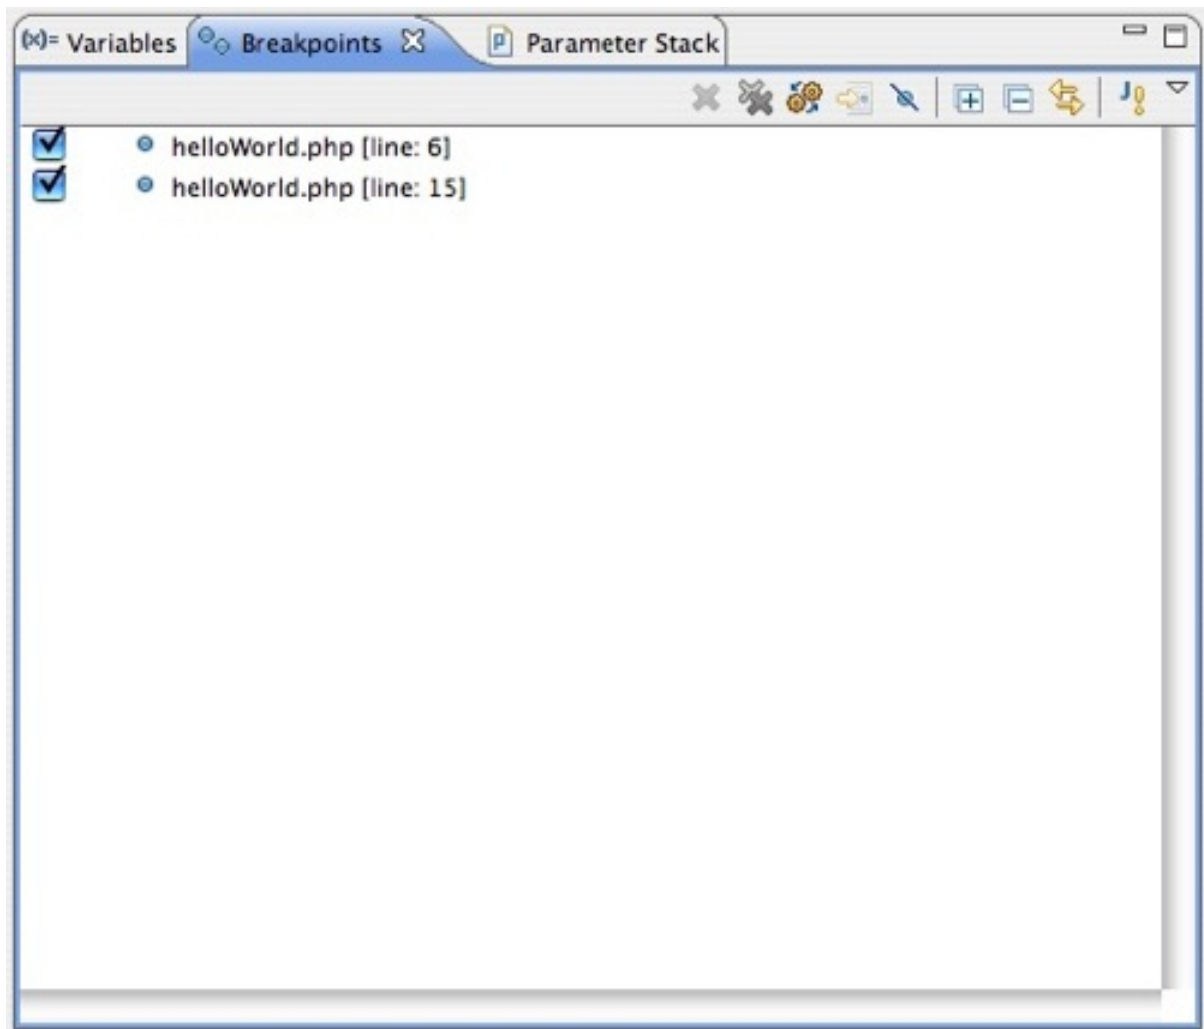 (x)= Variables Breakpoints P Parameter Stack
J
helloWorld.php [line: 6]
helloWorld.php [line: 15]